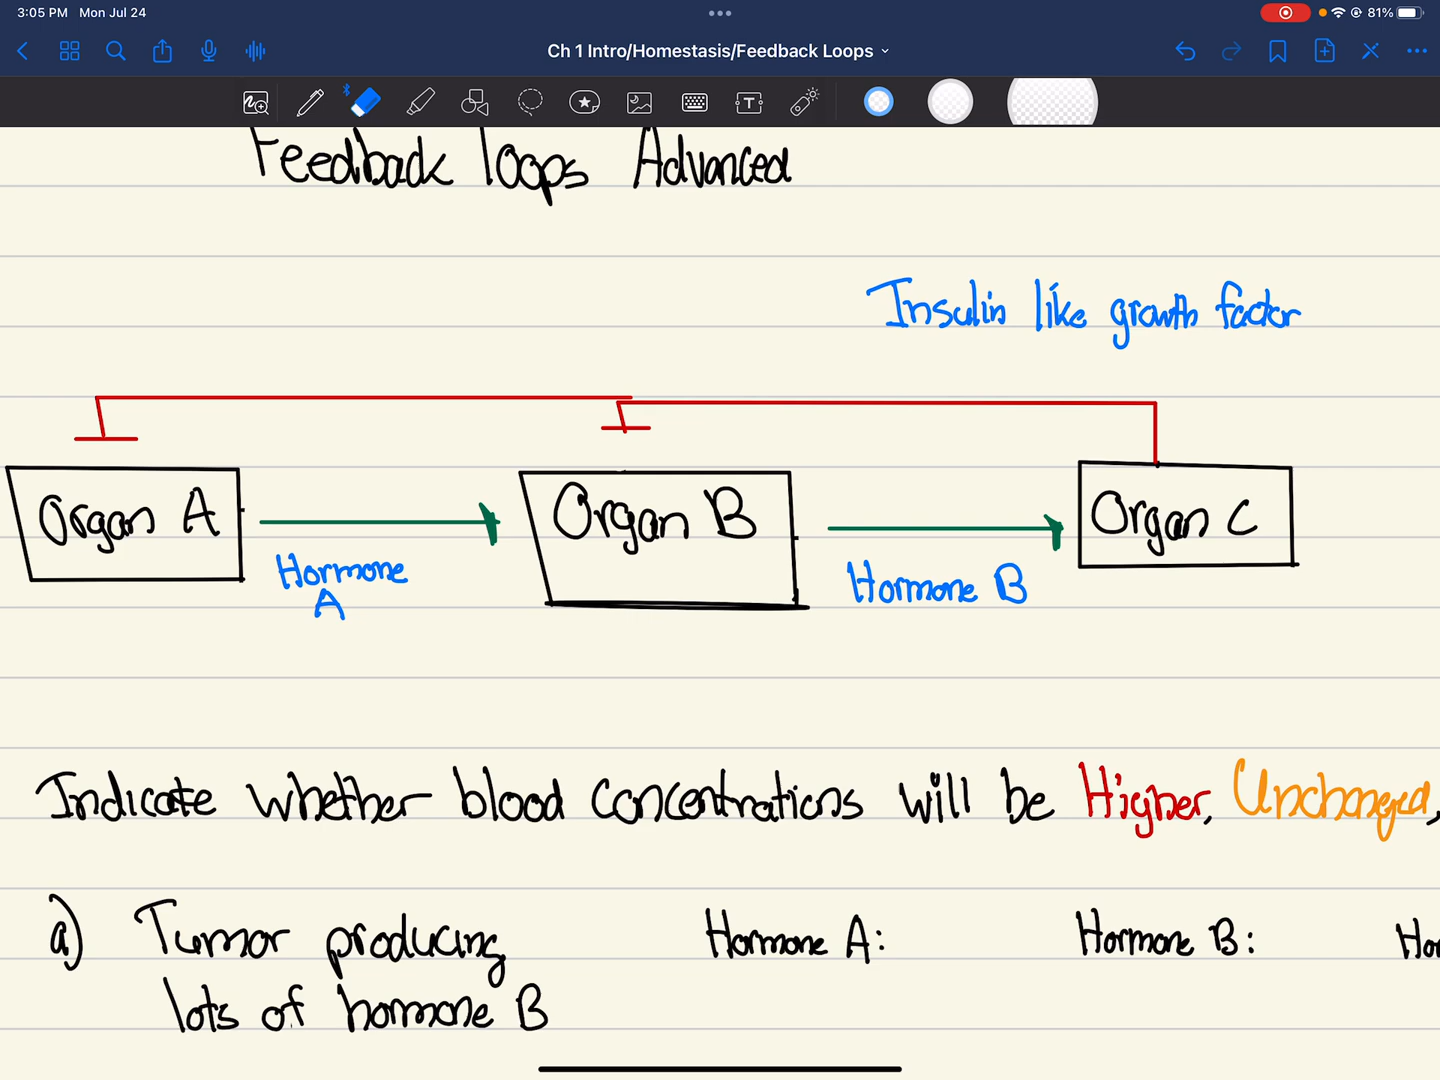 3:05 PM Mon Jul 24
81%
Ch 1 Intro/Homestasis/Feedback Loops
Feedback loops Advanced
Insulin like growth factor
Organ A
Organ B
Organ C
Hormone A
Hormone B
Indicate whether blood concentrations will be Higher, Unchanged,
a) Tumor producing Hormone A: Hormone B:
lots of hormone B